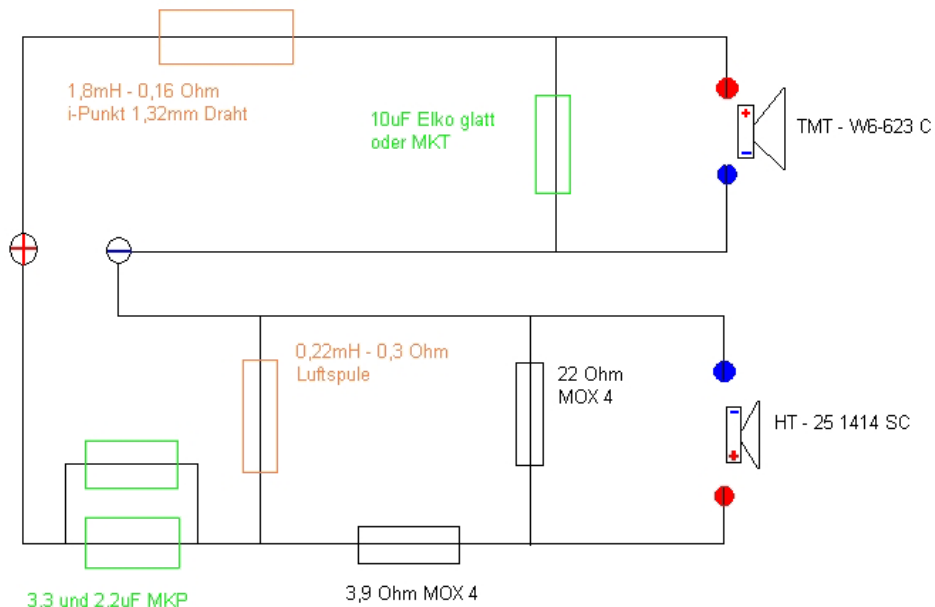 1,8mH - 0,16 Ohm
i-Punkt 1,32mm Draht
10uF Elko glatt
oder MKT
TMT - W6-623 C
0,22mH - 0,3 Ohm
Luftspule
22 Ohm
MOX 4
HT - 25 1414 SC
3,9 Ohm MOX 4
3,3 und 2,2uF MKP